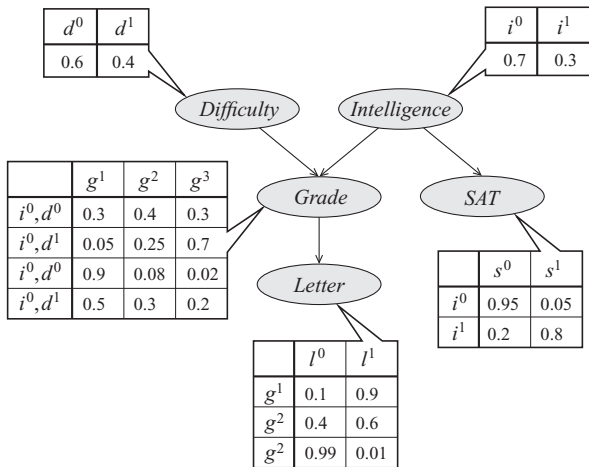 d⁰ d¹
0.6 0.4
i⁰ i¹
0.7 0.3
Difficulty
Intelligence
g¹ g² g³
i⁰,d⁰ 0.3 0.4 0.3
i⁰,d¹ 0.05 0.25 0.7
i⁰,d⁰ 0.9 0.08 0.02
i⁰,d¹ 0.5 0.3 0.2
Grade
SAT
Letter
s⁰ s¹
i⁰ 0.95 0.05
i¹ 0.2 0.8
l⁰ l¹
g¹ 0.1 0.9
g² 0.4 0.6
g² 0.99 0.01